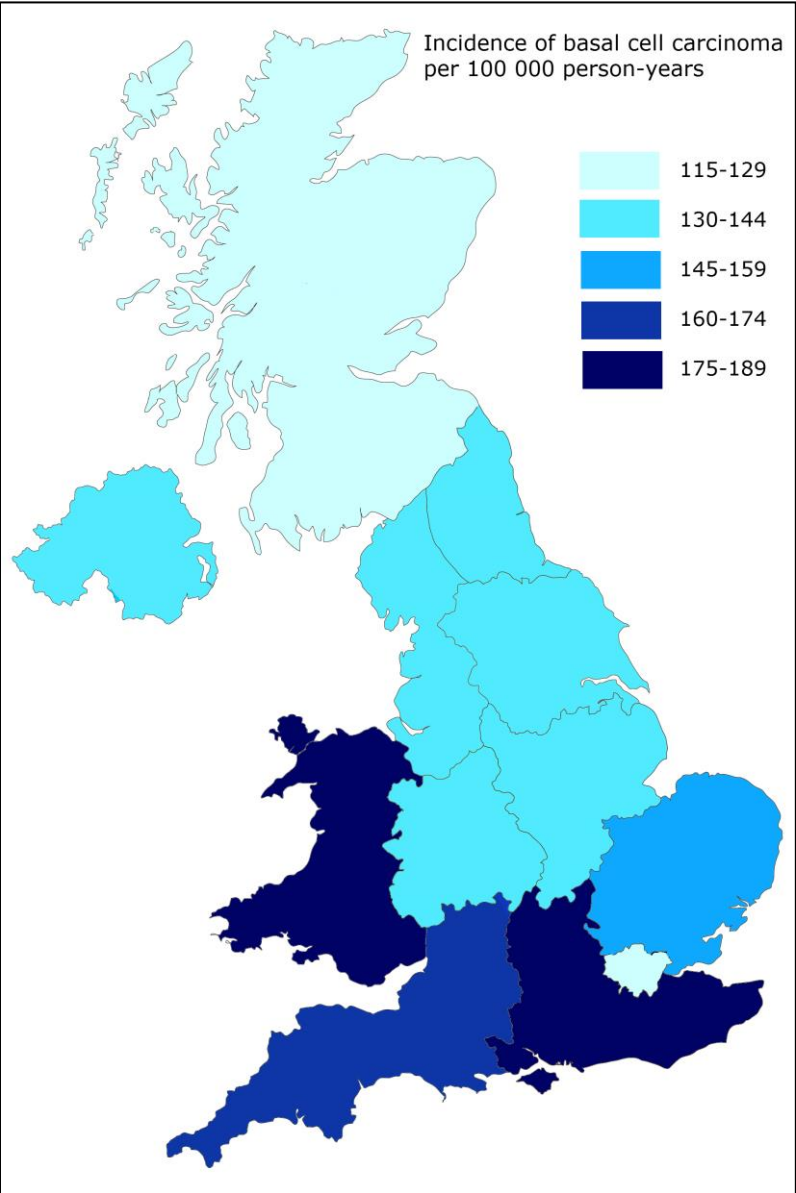 Incidence of basal cell carcinoma
per 100 000 person-years
115-129
130-144
145-159
160-174
175-189